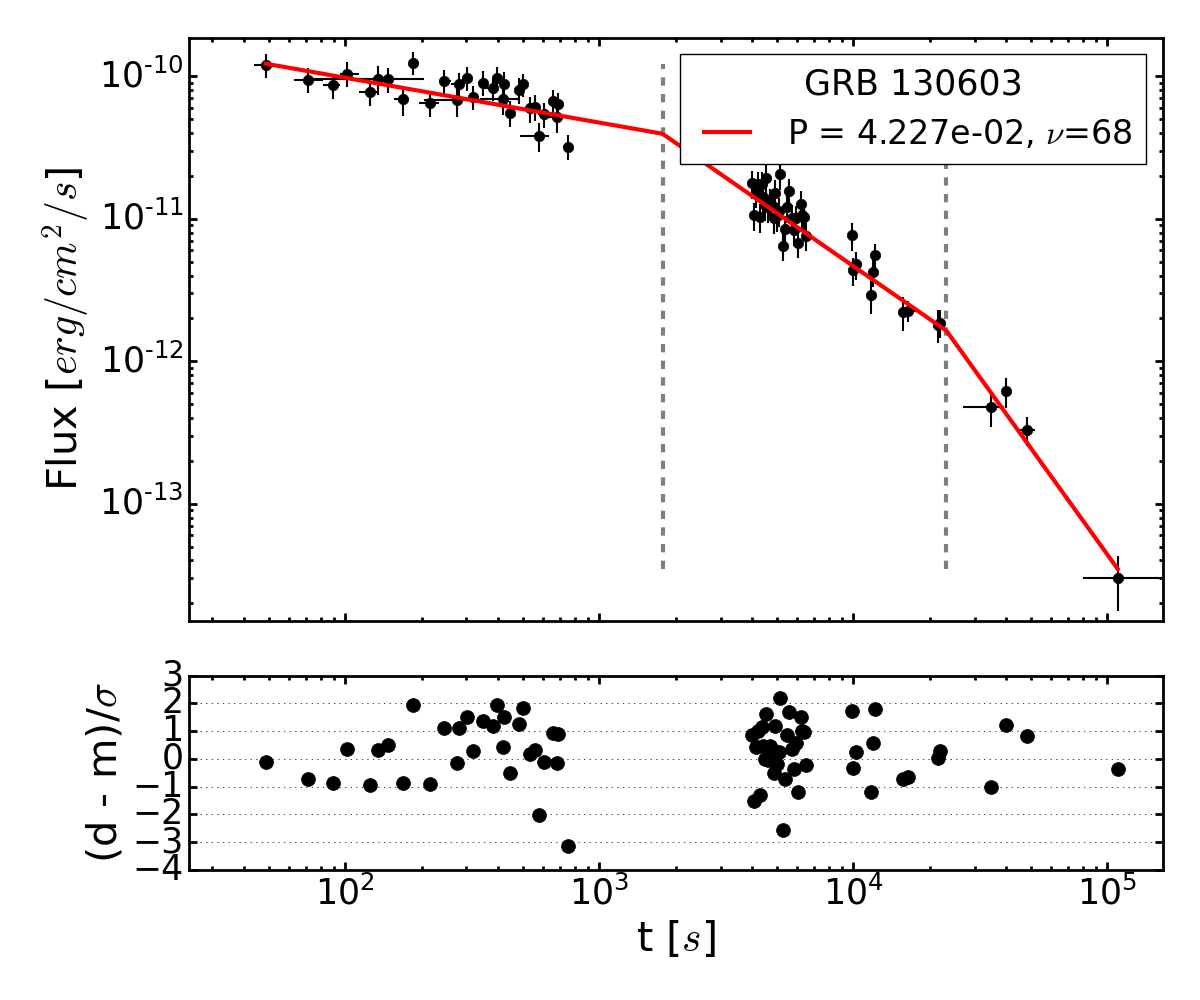 GRB 130603
P = 4.227e-02, ν=68
Flux [erg/cm²/s]
10⁻¹⁰
10⁻¹¹
10⁻¹²
10⁻¹³
(d - m)/σ
3
2
1
0
−1
−2
−3
−4
10² 10³ 10⁴ 10⁵
t [s]